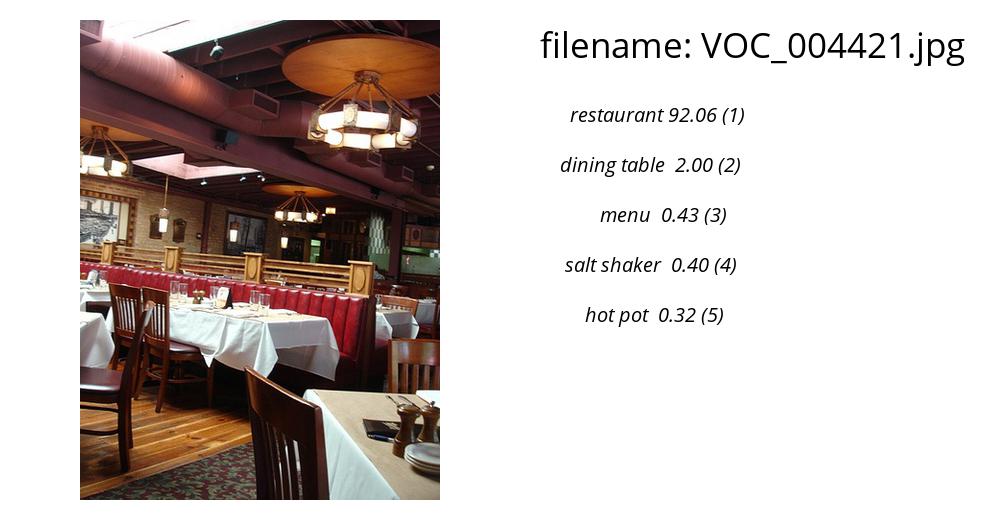 filename: VOC_004421.jpg
restaurant 92.06 (1)
dining table 2.00 (2)
menu 0.43 (3)
salt shaker 0.40 (4)
hot pot 0.32 (5)